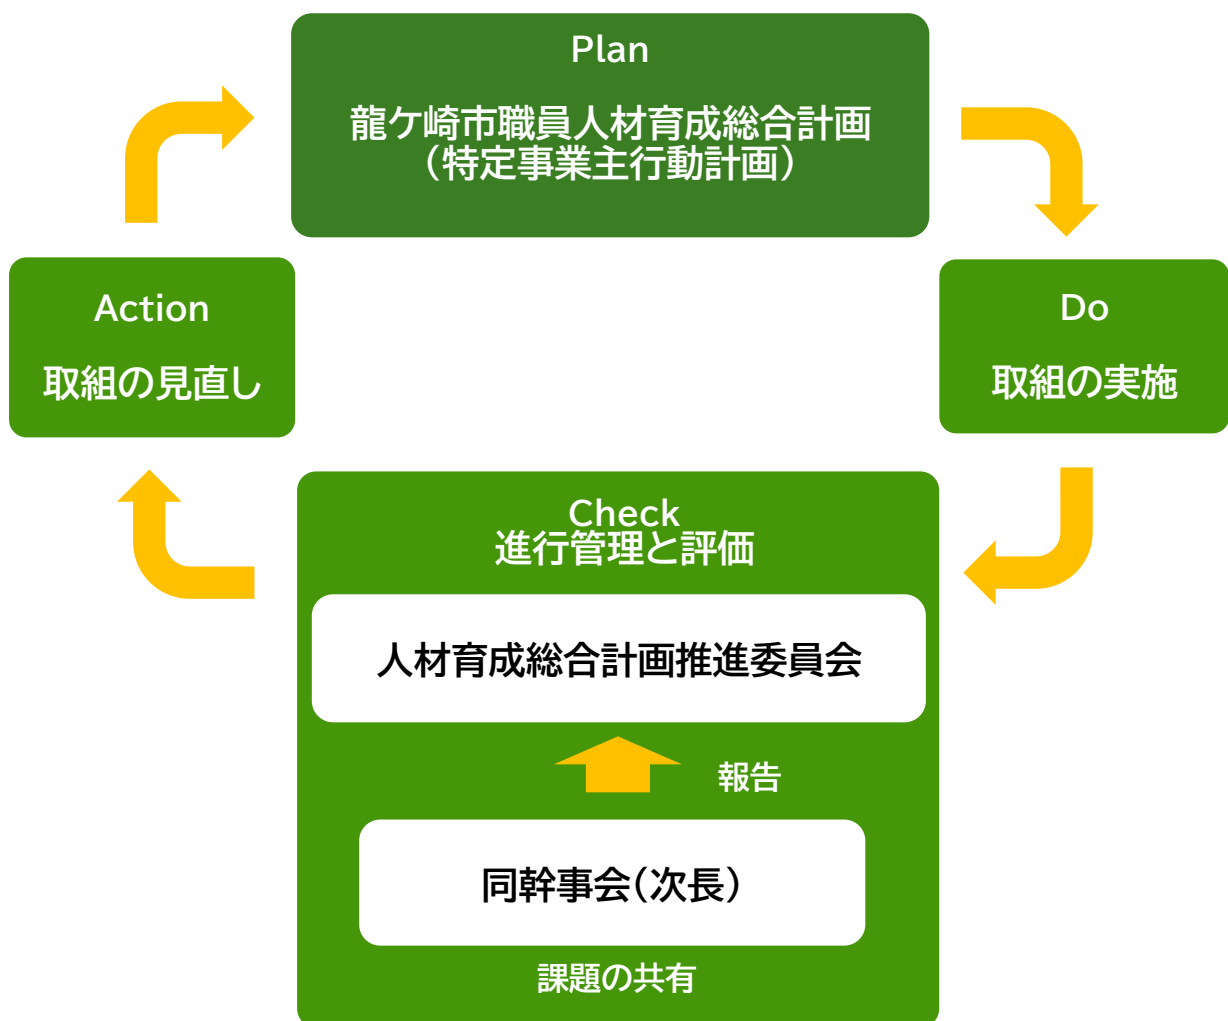 Plan
龍ケ崎市職員人材育成総合計画
（特定事業主行動計画）
Action
取組の見直し
Do
取組の実施
Check
進行管理と評価
人材育成総合計画推進委員会
報告
同幹事会（次長）
課題の共有